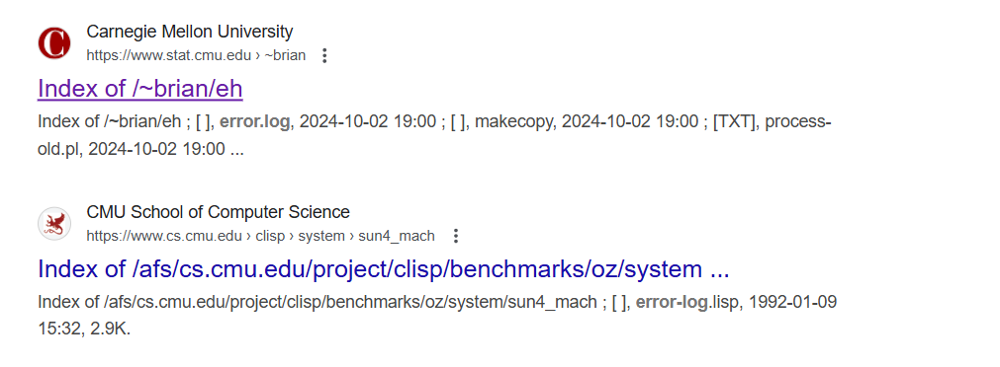 Carnegie Mellon University
https://www.stat.cmu.edu › ~brian
Index of /~brian/eh
Index of /~brian/eh ; [ ], error.log, 2024-10-02 19:00 ; [ ], makecopy, 2024-10-02 19:00 ; [TXT], process-
old.pl, 2024-10-02 19:00 ...
CMU School of Computer Science
https://www.cs.cmu.edu › clisp › system › sun4_mach
Index of /afs/cs.cmu.edu/project/clisp/benchmarks/oz/system ...
Index of /afs/cs.cmu.edu/project/clisp/benchmarks/oz/system/sun4_mach ; [ ], error-log.lisp, 1992-01-09
15:32, 2.9K.